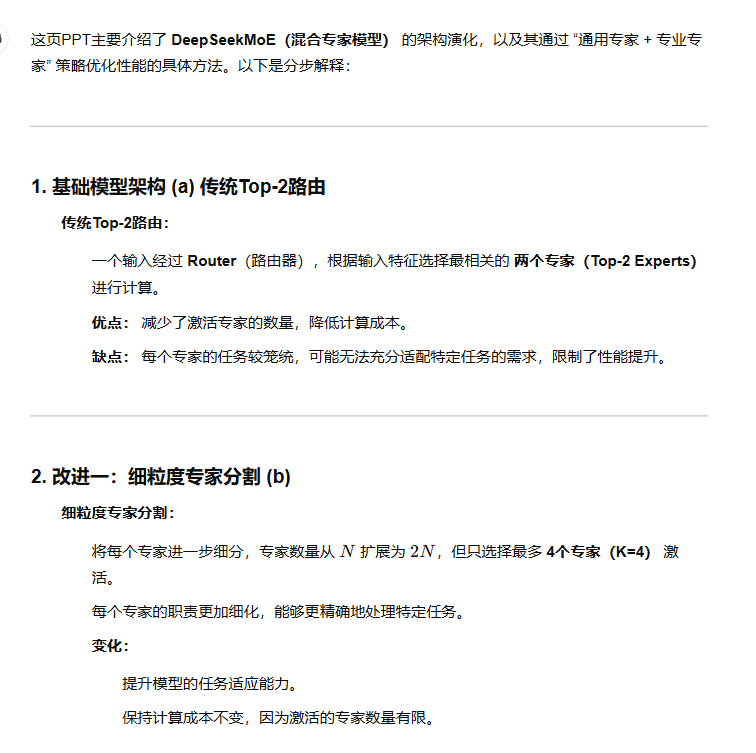 这页PPT主要介绍了 DeepSeekMoE（混合专家模型） 的架构演化，以及其通过 “通用专家 + 专业专
家” 策略优化性能的具体方法。以下是分步解释：
1. 基础模型架构 (a) 传统Top-2路由
传统Top-2路由：
一个输入经过 Router（路由器），根据输入特征选择最相关的 两个专家（Top-2 Experts）
进行计算。
优点： 减少了激活专家的数量，降低计算成本。
缺点： 每个专家的任务较笼统，可能无法充分适配特定任务的需求，限制了性能提升。
2. 改进一：细粒度专家分割 (b)
细粒度专家分割：
将每个专家进一步细分，专家数量从 N 扩展为 2N，但只选择最多 4个专家（K=4） 激
活。
每个专家的职责更加细化，能够更精确地处理特定任务。
变化：
提升模型的任务适应能力。
保持计算成本不变，因为激活的专家数量有限。